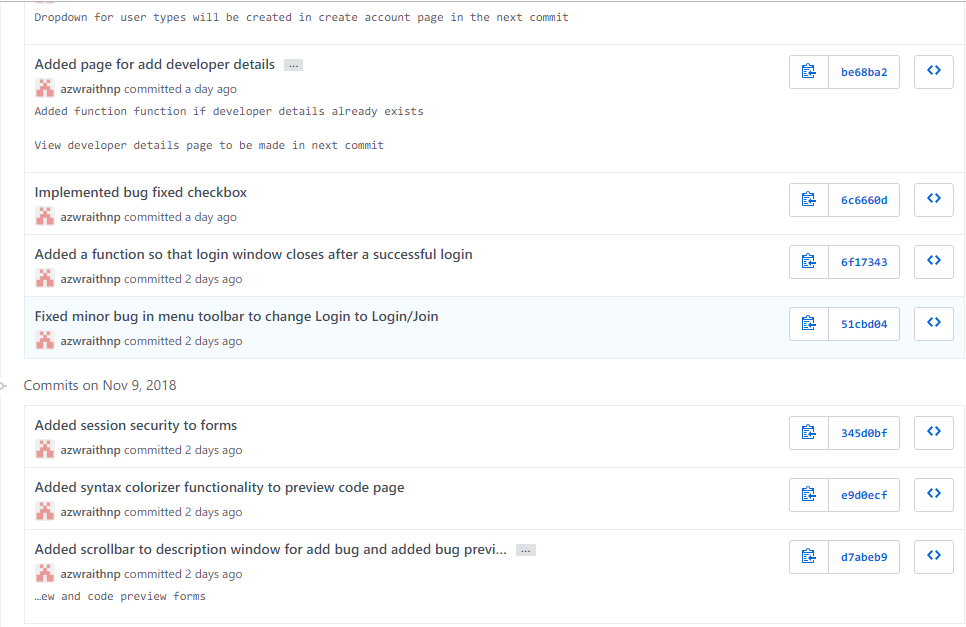 Dropdown for user types will be created in create account page in the next commit
Added page for add developer details ...
be68ba2
azwraithnp committed a day ago
Added function function if developer details already exists
View developer details page to be made in next commit
Implemented bug fixed checkbox
6c6660d
azwraithnp committed a day ago
Added a function so that login window closes after a successful login
6f17343
azwraithnp committed 2 days ago
Fixed minor bug in menu toolbar to change Login to Login/Join
51cbd04
azwraithnp committed 2 days ago
Commits on Nov 9, 2018
Added session security to forms
345d0bf
azwraithnp committed 2 days ago
Added syntax colorizer functionality to preview code page
e9d0ecf
azwraithnp committed 2 days ago
Added scrollbar to description window for add bug and added bug previ... ...
d7abeb9
azwraithnp committed 2 days ago
…ew and code preview forms